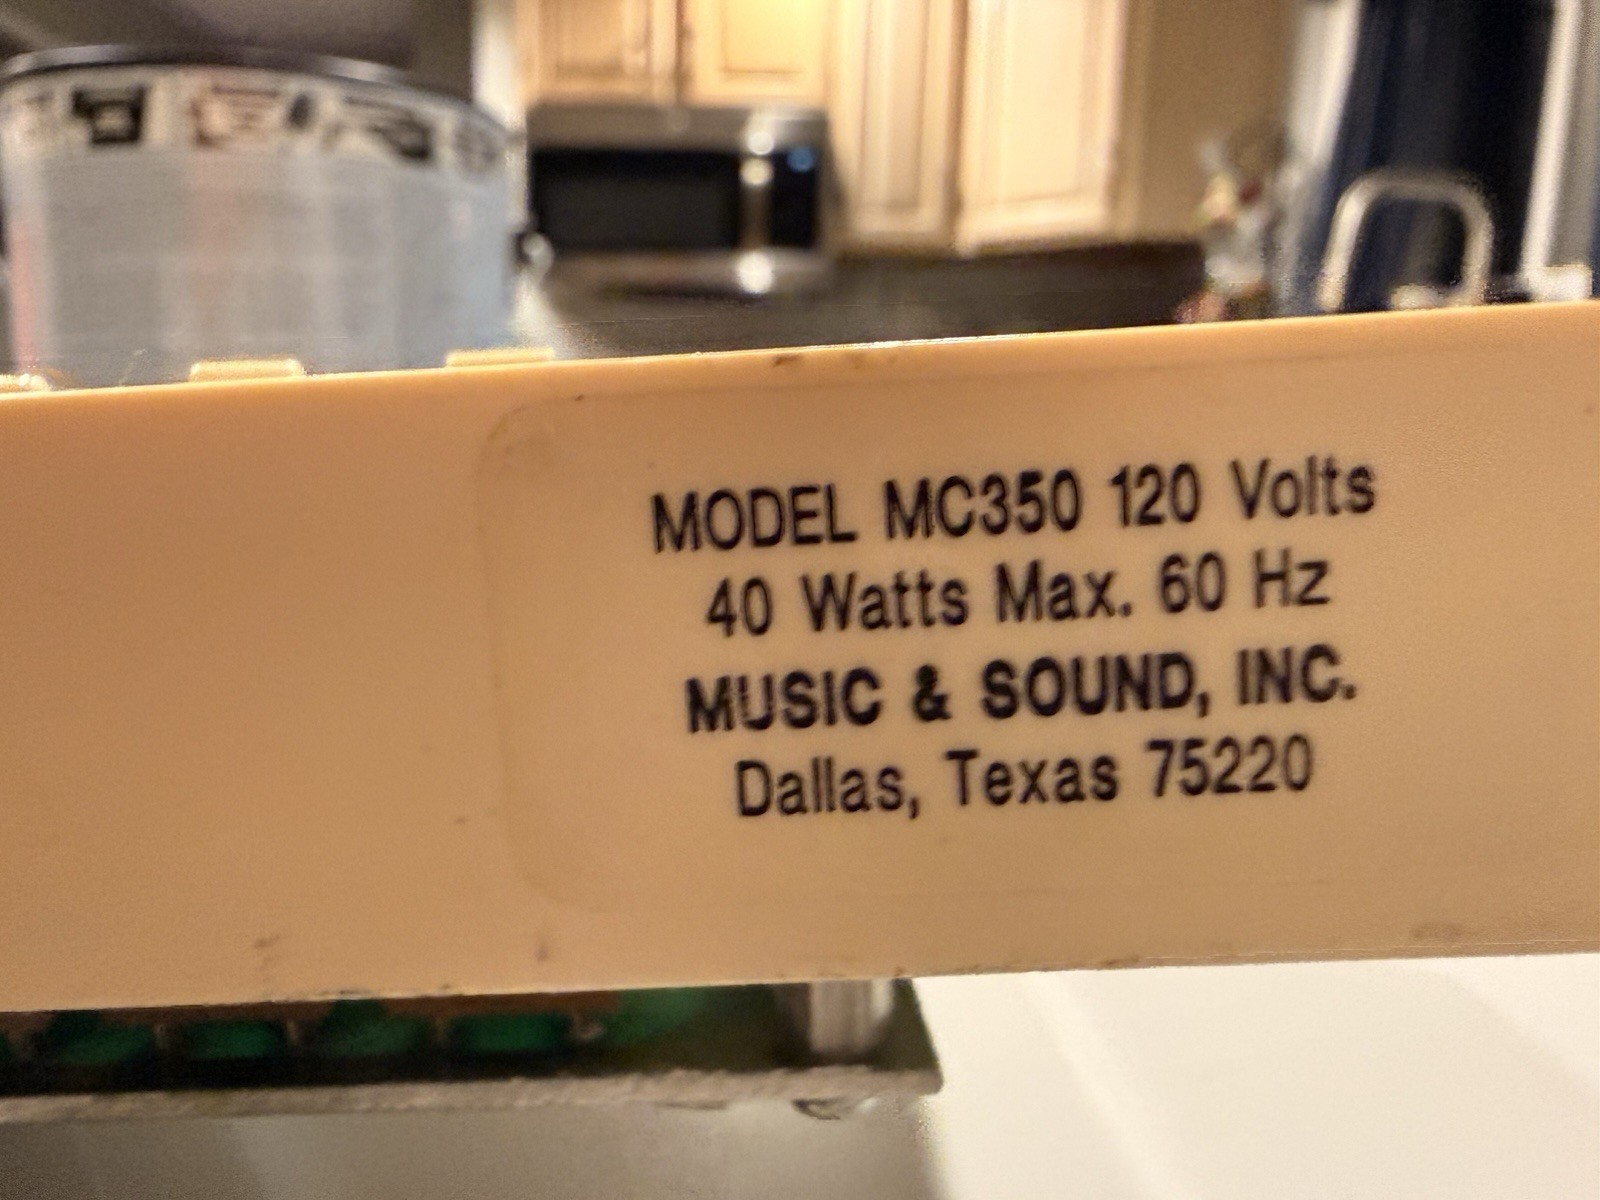 MODEL MC350 120 Volts
40 Watts Max. 60 Hz
MUSIC & SOUND, INC.
Dallas, Texas 75220